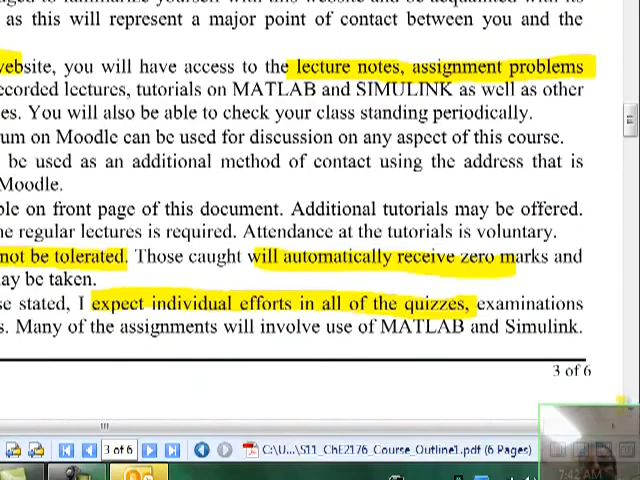 as this will represent a major point of contact between you and the
website, you will have access to the lecture notes, assignment problems
ecorded lectures, tutorials on MATLAB and SIMULINK as well as other
es. You will also be able to check your class standing periodically.
um on Moodle can be used for discussion on any aspect of this course.
be used as an additional method of contact using the address that is
Moodle.
ble on front page of this document. Additional tutorials may be offered.
he regular lectures is required. Attendance at the tutorials is voluntary.
not be tolerated. Those caught will automatically receive zero marks and
ay be taken.
se stated, I expect individual efforts in all of the quizzes, examinations
s. Many of the assignments will involve use of MATLAB and Simulink.
3 of 6
3 of 6 C:\U...\S11_ChE2176_Course_Outline1.pdf (6 Pages)
7:42 AM